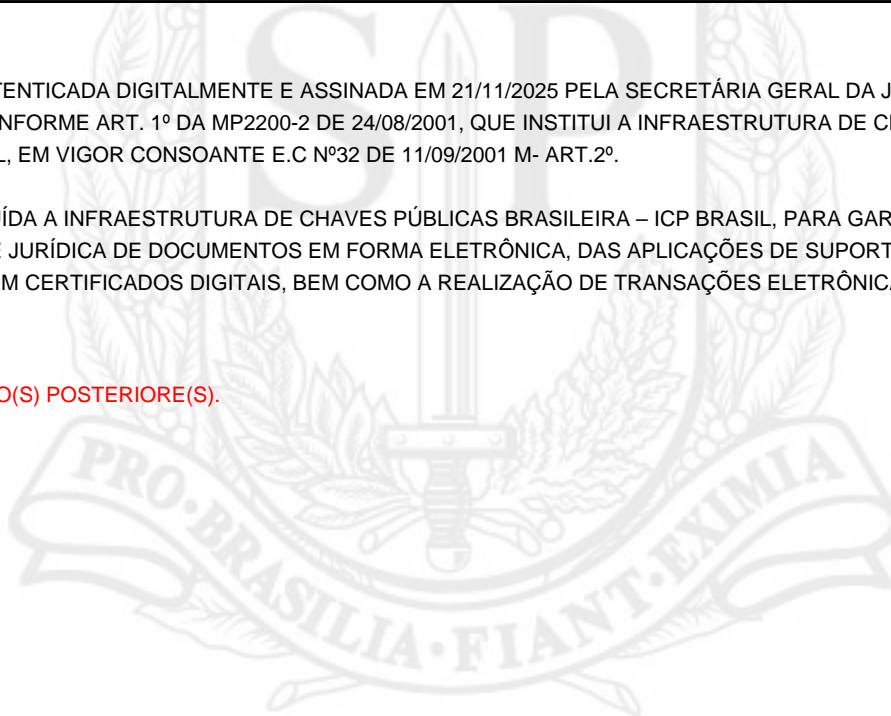 TENTICADA DIGITALMENTE E ASSINADA EM 21/11/2025 PELA SECRETÁRIA GERAL DA J
NFORME ART. 1º DA MP2200-2 DE 24/08/2001, QUE INSTITUI A INFRAESTRUTURA DE C
L, EM VIGOR CONSOANTE E.C Nº32 DE 11/09/2001 M- ART.2º.
ÍDA A INFRAESTRUTURA DE CHAVES PÚBLICAS BRASILEIRA – ICP BRASIL, PARA GAR
E JURÍDICA DE DOCUMENTOS EM FORMA ELETRÔNICA, DAS APLICAÇÕES DE SUPORT
M CERTIFICADOS DIGITAIS, BEM COMO A REALIZAÇÃO DE TRANSAÇÕES ELETRÔNICA
O(S) POSTERIORE(S).
SP
PRO·BRASILIA·FIANT·EXIMIA